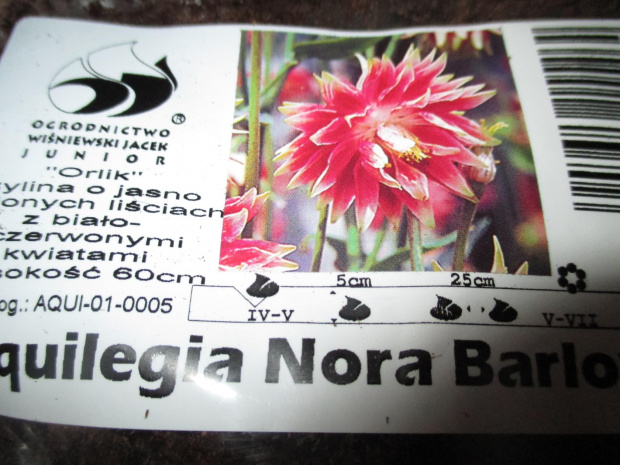 ®
OGRODNICTWO
WIŚNIEWSKI JACEK
JUNIOR
"Orlik"
ylina o jasno
onych liściach
z biało-
czerwonymi
kwiatami
sokość 60cm
og.: AQUI-01-0005
5cm 25cm
IV-V V-VII
quilegia Nora Barlo